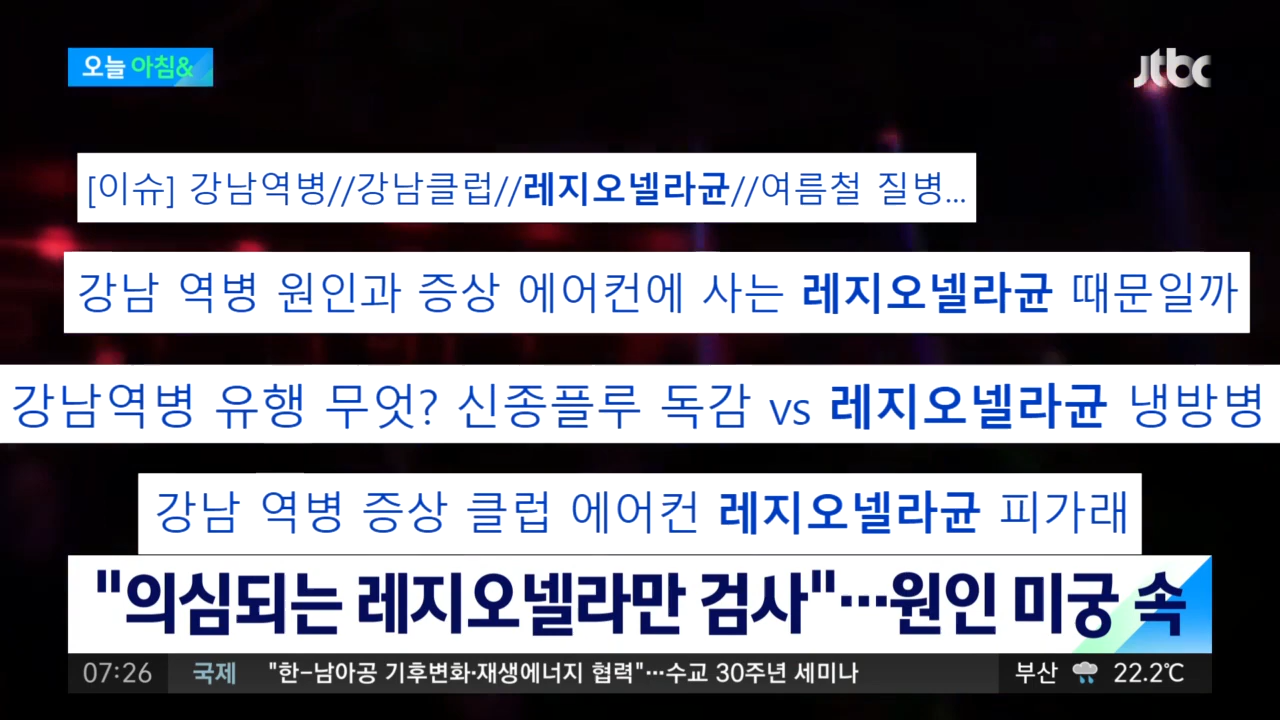 오늘 아침&
jtbc
[이슈] 강남역병//강남클럽//레지오넬라균//여름철 질병...
강남 역병 원인과 증상 에어컨에 사는 레지오넬라균 때문일까
강남역병 유행 무엇? 신종플루 독감 vs 레지오넬라균 냉방병
강남 역병 증상 클럽 에어컨 레지오넬라균 피가래
"의심되는 레지오넬라만 검사"…원인 미궁 속
07:26 국제 "한-남아공 기후변화·재생에너지 협력"…수교 30주년 세미나 부산 22.2℃